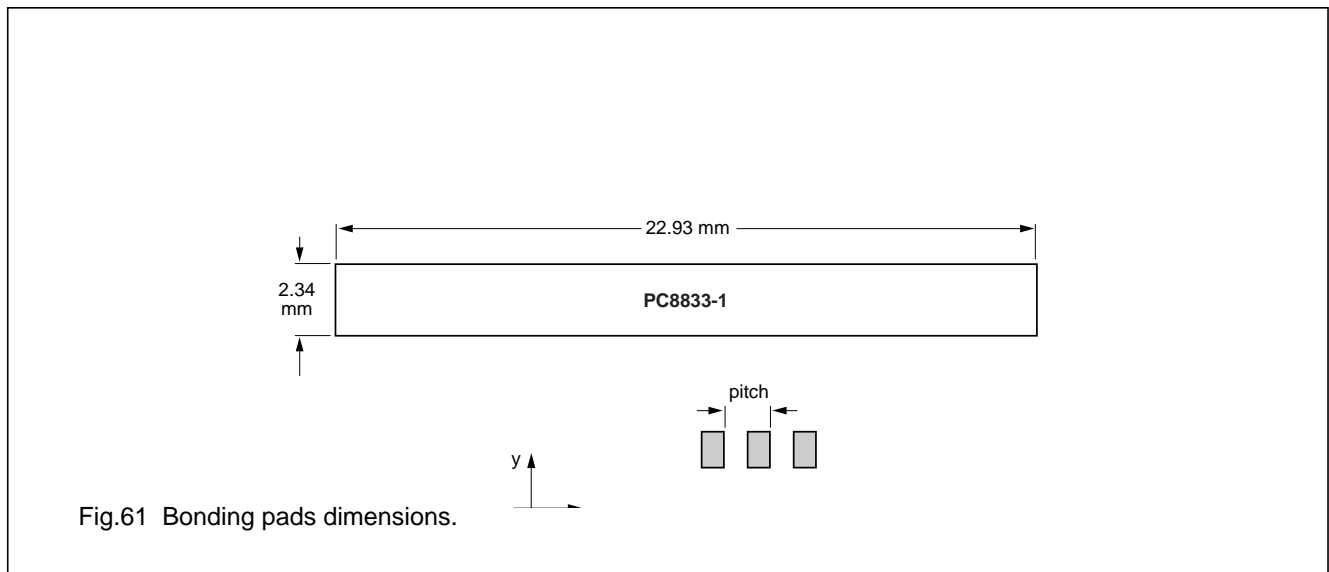 22.93 mm
2.34
mm
PC8833-1
pitch
y
Fig.61 Bonding pads dimensions.